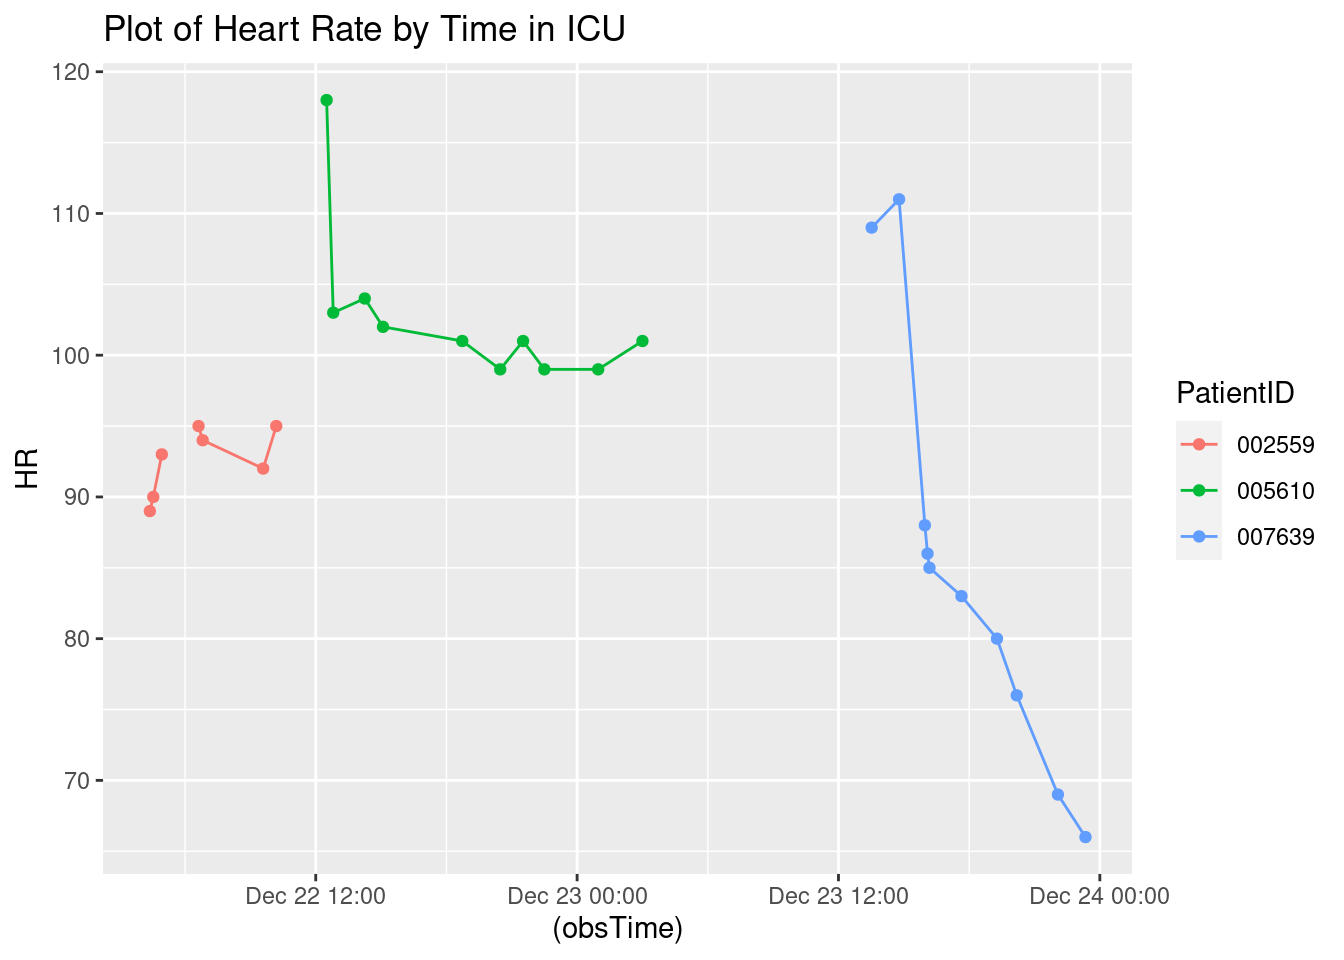 Plot of Heart Rate by Time in ICU
120
110
100
90
80
70
HR
Dec 22 12:00
Dec 23 00:00
Dec 23 12:00
Dec 24 00:00
(obsTime)
PatientID
002559
005610
007639